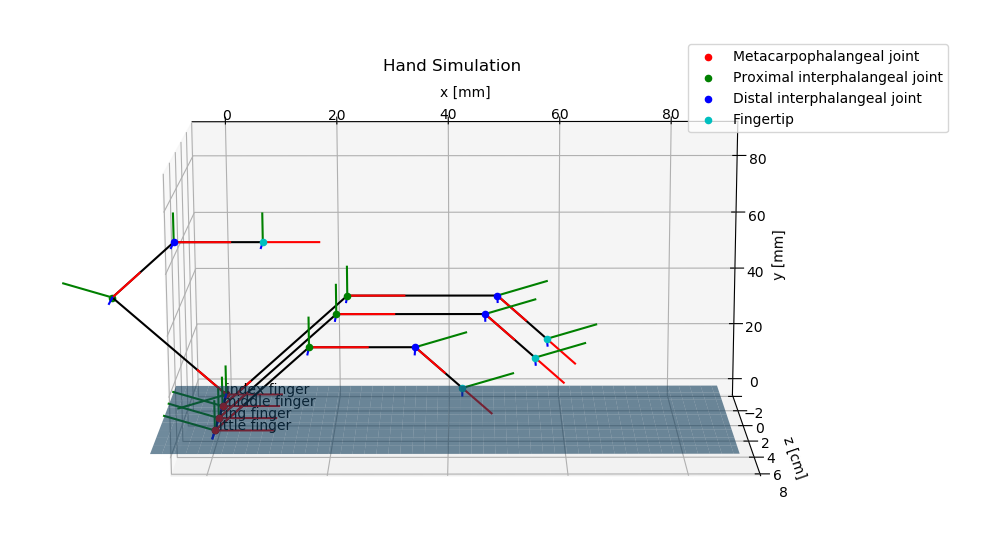 Hand Simulation
x [mm]
0 20 40 60 80
Metacarpophalangeal joint
Proximal interphalangeal joint
Distal interphalangeal joint
Fingertip
80
60
y [mm]
40
20
0
index finger
middle finger
ring finger
little finger
−2
0
2
4
6
8
z [cm]